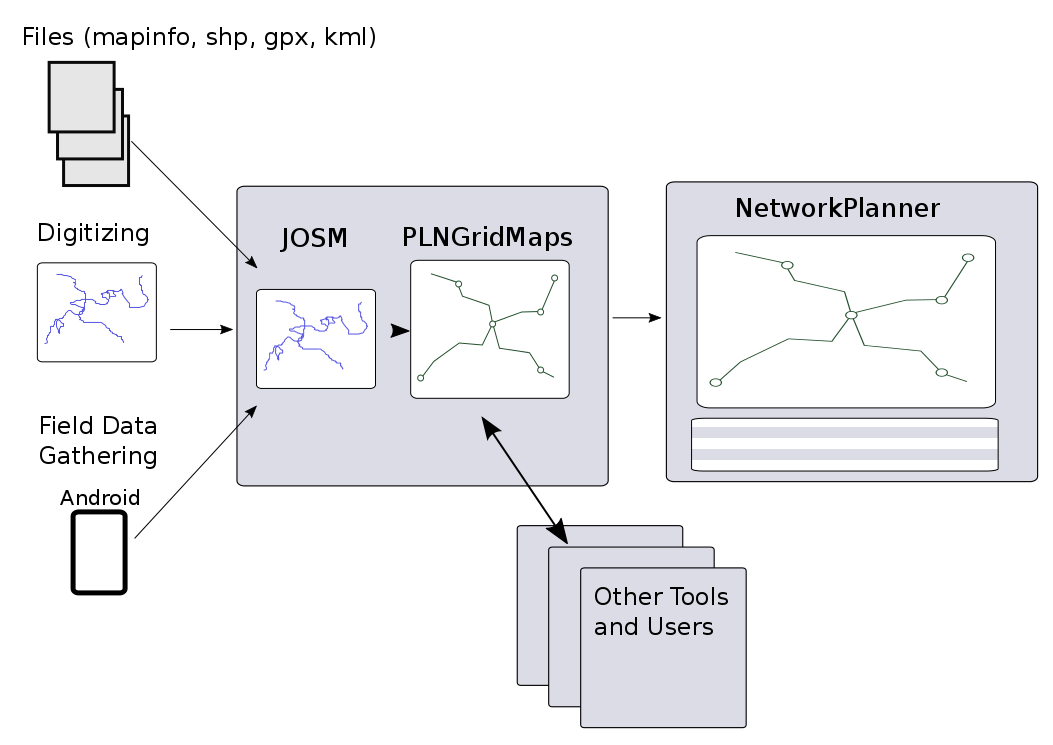 Files (mapinfo, shp, gpx, kml)
Digitizing
Field Data
Gathering
Android
JOSM
PLNGridMaps
NetworkPlanner
Other Tools
and Users